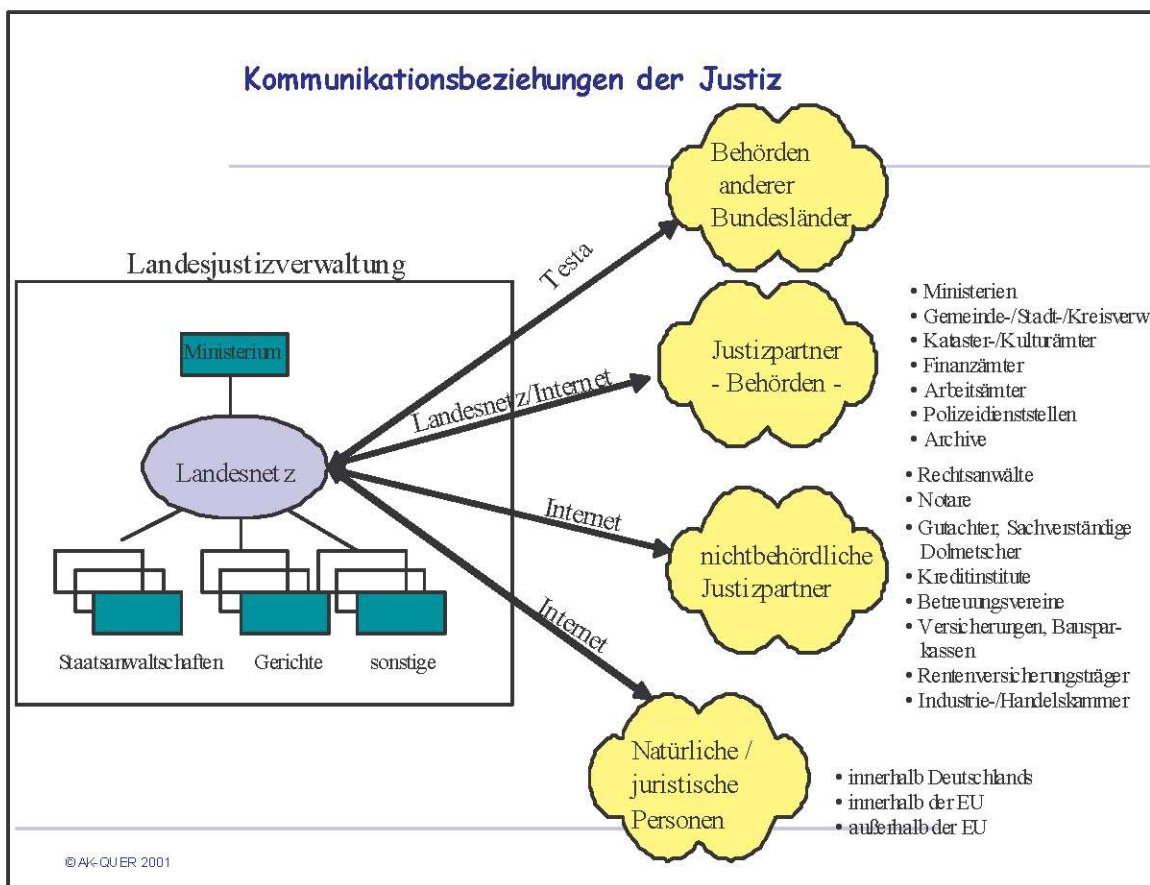 Kommunikationsbeziehungen der Justiz
Behörden
anderer
Bundesländer
Testa
Landesjustizverwaltung
Ministerium
Landesnetz
Staatsanwaltschaften
Gerichte
sonstige
Landesnetz/Internet
Justizpartner
- Behörden -
• Ministerien
• Gemeinde-/Stadt-/Kreisverw
• Kataster-/Kulturämter
• Finanzämter
• Arbeitsämter
• Polizeidienststellen
• Archive
Internet
nichtbehördliche
Justizpartner
• Rechtsanwälte
• Notare
• Gutachter, Sachverständige
Dolmetscher
• Kreditinstitute
• Betreuungsvereine
• Versicherungen, Bauspar-
kassen
• Rentenversicherungsträger
• Industrie-/Handelskammer
Internet
Natürliche /
juristische
Personen
• innerhalb Deutschlands
• innerhalb der EU
• außerhalb der EU
©AK-QUER 2001